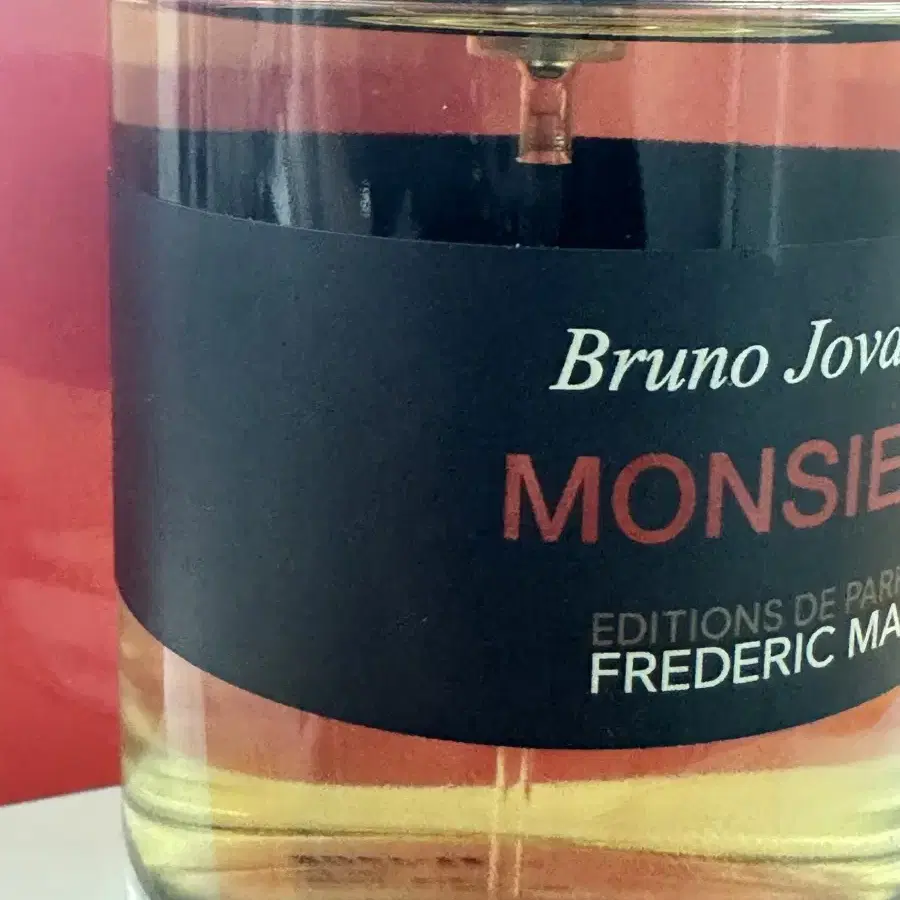 Bruno Jova
MONSIE
EDITIONS DE PAR
FREDERIC MA